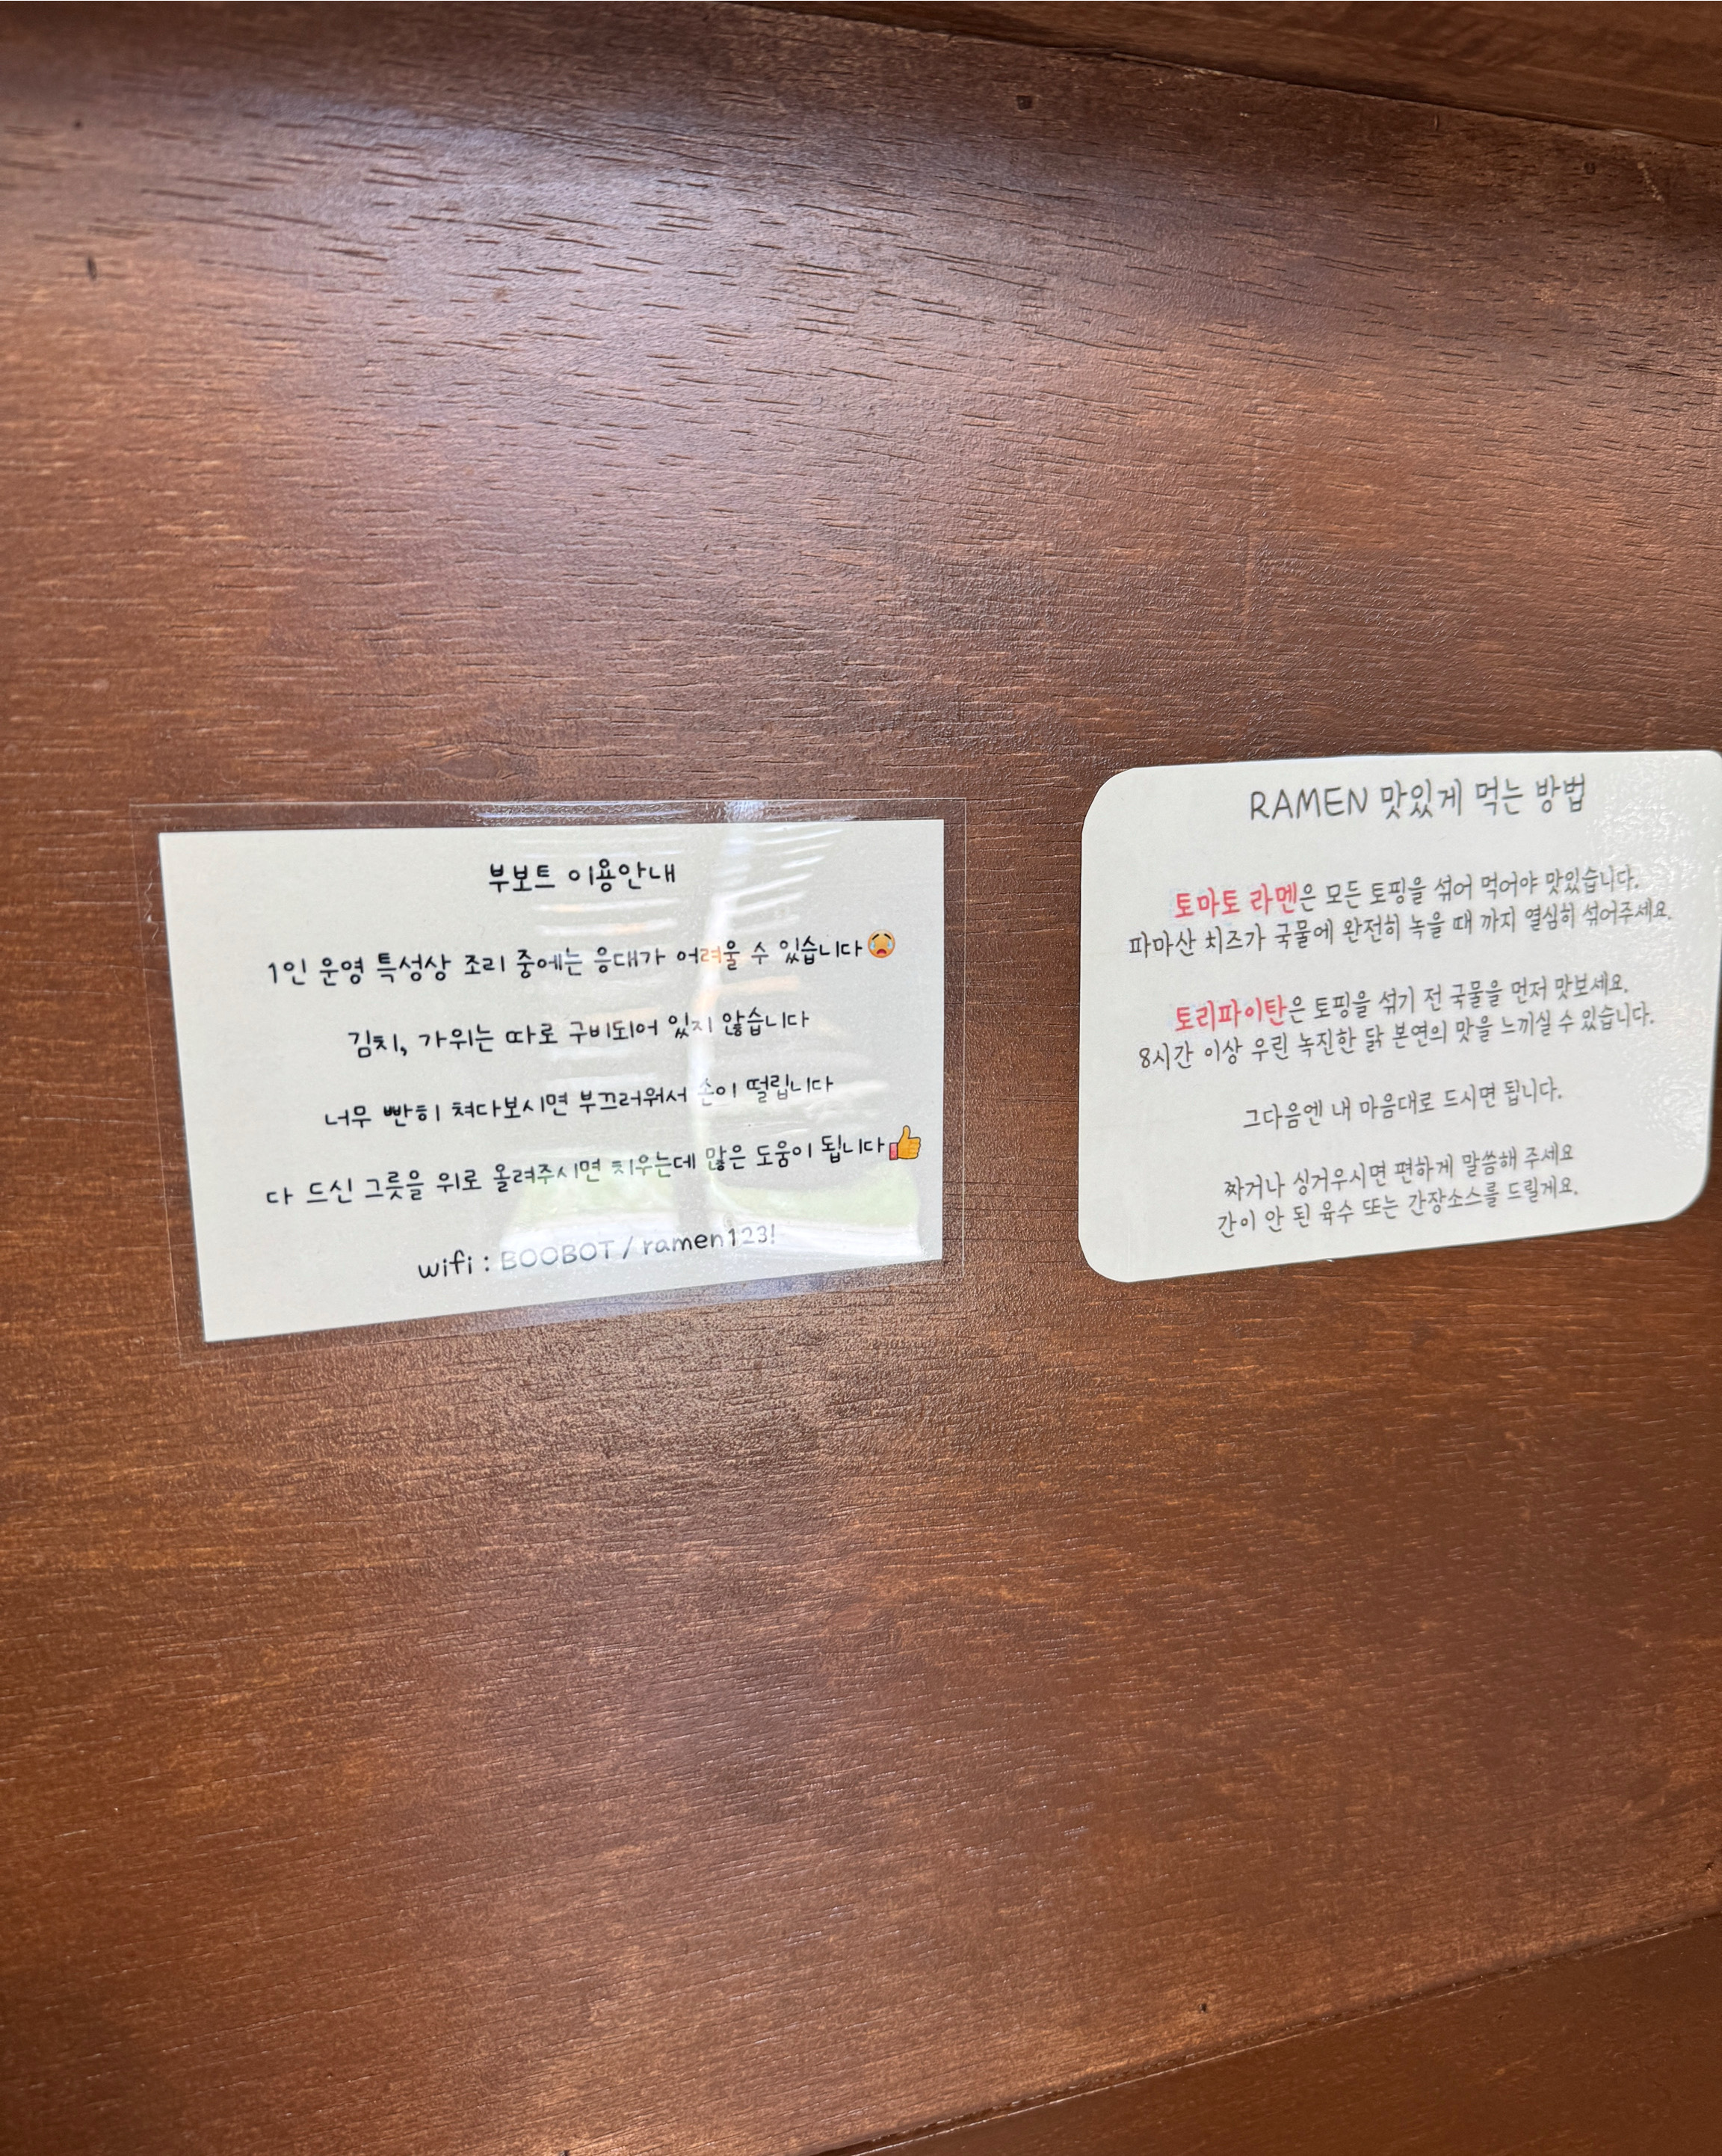 부보트 이용안내
1인 운영 특성상 조리 중에는 응대가 어려울 수 있습니다😭
김치, 가위는 따로 구비되어 있지 않습니다
너무 빤히 쳐다보시면 부끄러워서 손이 떨립니다
다 드신 그릇을 위로 올려주시면 치우는데 많은 도움이 됩니다👍
wifi : BOOBOT / ramen123!
RAMEN 맛있게 먹는 방법
토마토 라멘은 모든 토핑을 섞어 먹어야 맛있습니다.
파마산 치즈가 국물에 완전히 녹을 때 까지 열심히 섞어주세요.
토리파이탄은 토핑을 섞기 전 국물을 먼저 맛보세요.
8시간 이상 우린 녹진한 닭 본연의 맛을 느끼실 수 있습니다.
그다음엔 내 마음대로 드시면 됩니다.
짜거나 싱거우시면 편하게 말씀해 주세요
간이 안 된 육수 또는 간장소스를 드릴게요.